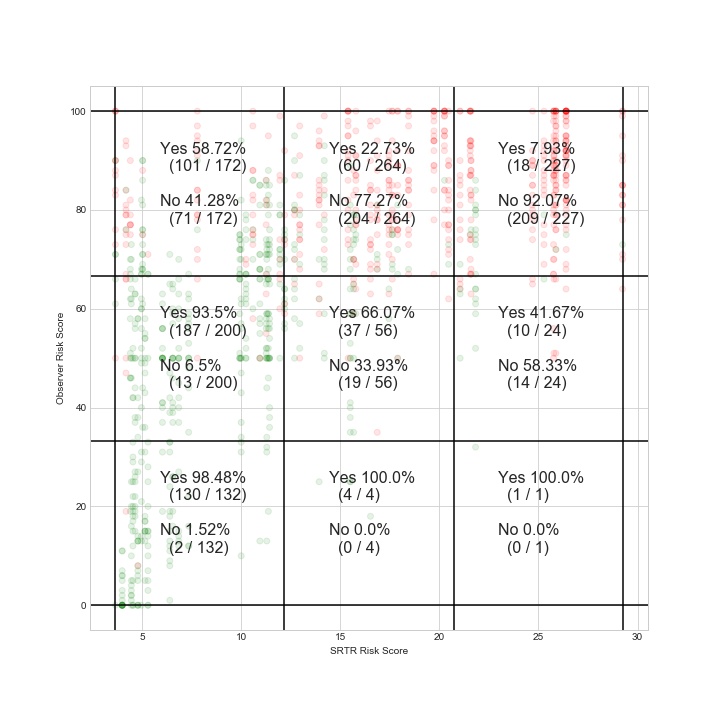 100
80
60
40
20
0
Observer Risk Score
Yes 58.72%
(101 / 172)
No 41.28%
(71 / 172)
Yes 22.73%
(60 / 264)
No 77.27%
(204 / 264)
Yes 7.93%
(18 / 227)
No 92.07%
(209 / 227)
Yes 93.5%
(187 / 200)
No 6.5%
(13 / 200)
Yes 66.07%
(37 / 56)
No 33.93%
(19 / 56)
Yes 41.67%
(10 / 24)
No 58.33%
(14 / 24)
Yes 98.48%
(130 / 132)
No 1.52%
(2 / 132)
Yes 100.0%
(4 / 4)
No 0.0%
(0 / 4)
Yes 100.0%
(1 / 1)
No 0.0%
(0 / 1)
5
10
15
20
25
30
SRTR Risk Score